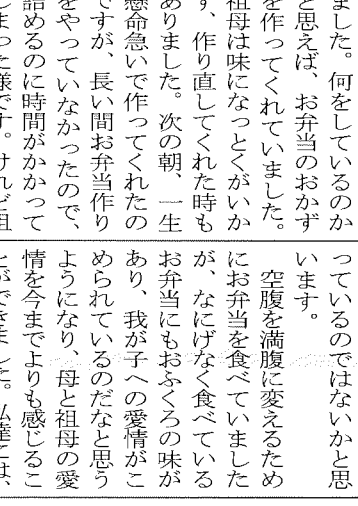 ました。何をしているのか
と思えば、お弁当のおかず
を作ってくれていました。
祖母は味になっとくがいか
ず、作り直してくれた時も
ありました。次の朝、一生
懸命急いで作ってくれたの
ですが、長い間お弁当作り
をやっていなかったので、
詰めるのに時間がかかって
しまった様です。けれど祖
っているのではないかと思
います。
空腹を満腹に変えるため
にお弁当を食べていました
が、なにげなく食べている
お弁当にもおふくろの味が
あり、我が子への愛情がこ
められているのだなと思う
ようになり、母と祖母の愛
情を今までよりも感じるこ
とができました。私達は、